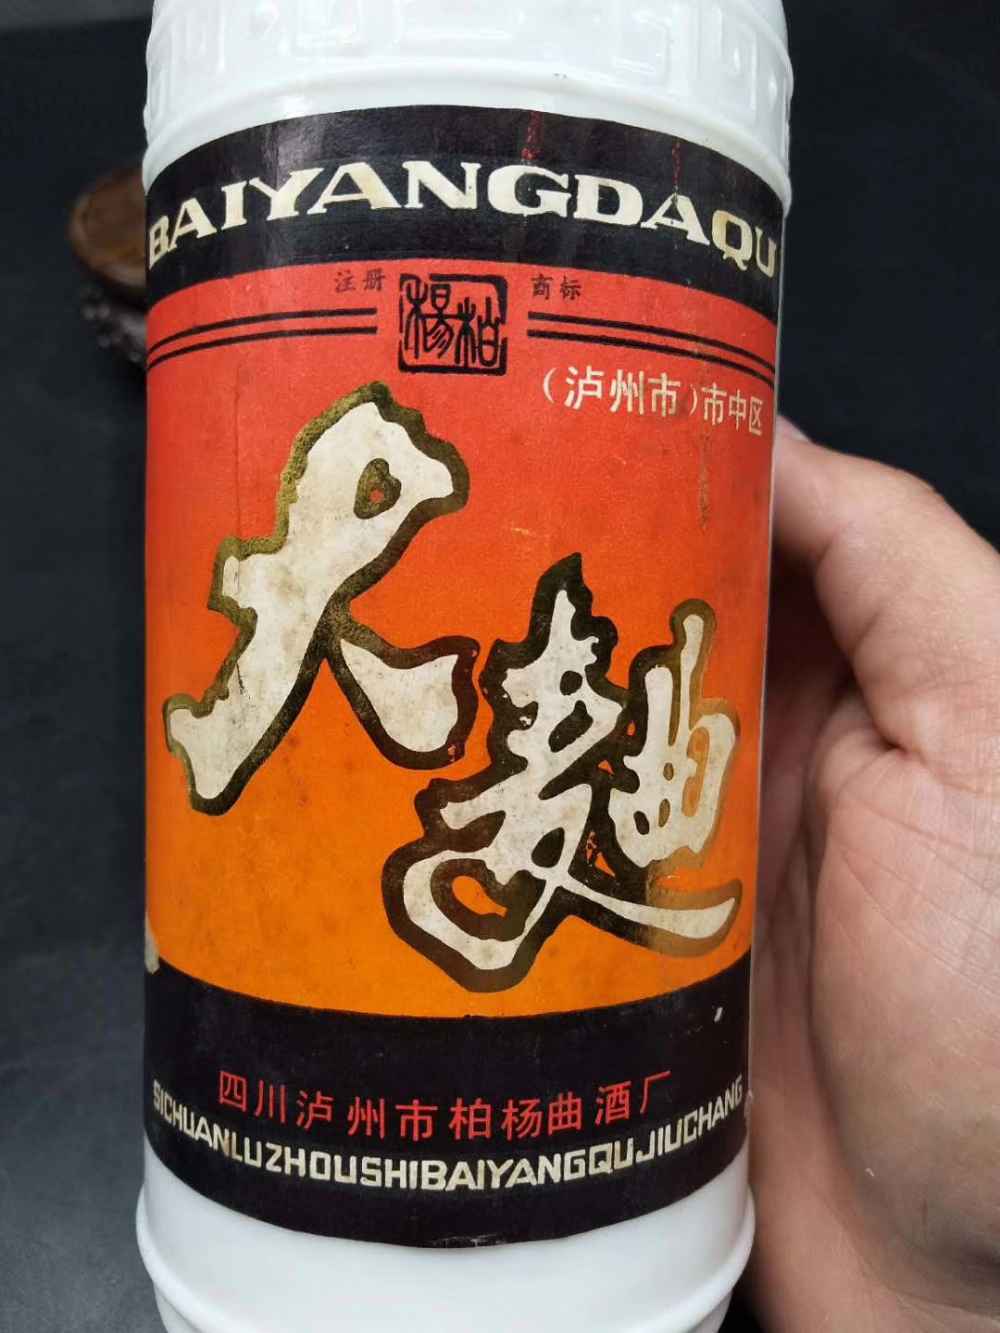 BAIYANGDAQU
注册 商标
柏杨
（泸州市）市中区
大麯
四川泸州市柏杨曲酒厂
SICHUANLUZHOUSHIBAIYANGQUJIUCHANG